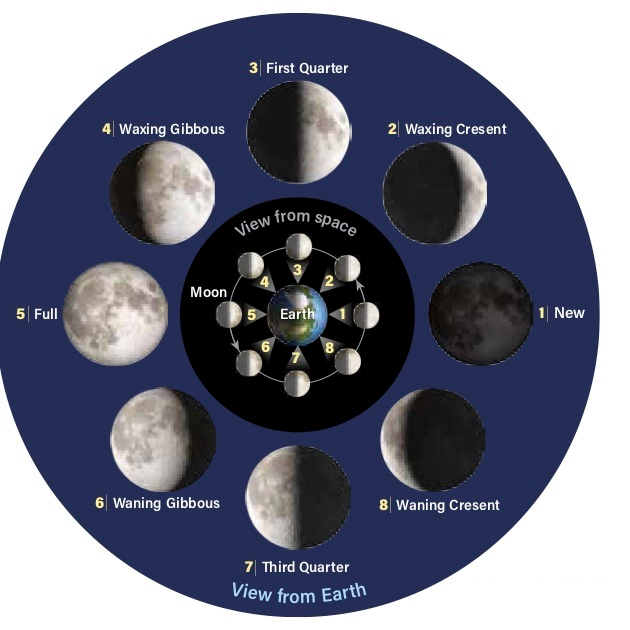 3 | First Quarter
4 | Waxing Gibbous
2 | Waxing Cresent
View from space
3
4
2
Moon
5 | Full
5
Earth
1
1 | New
6
8
7
6 | Waning Gibbous
8 | Waning Cresent
7 | Third Quarter
View from Earth